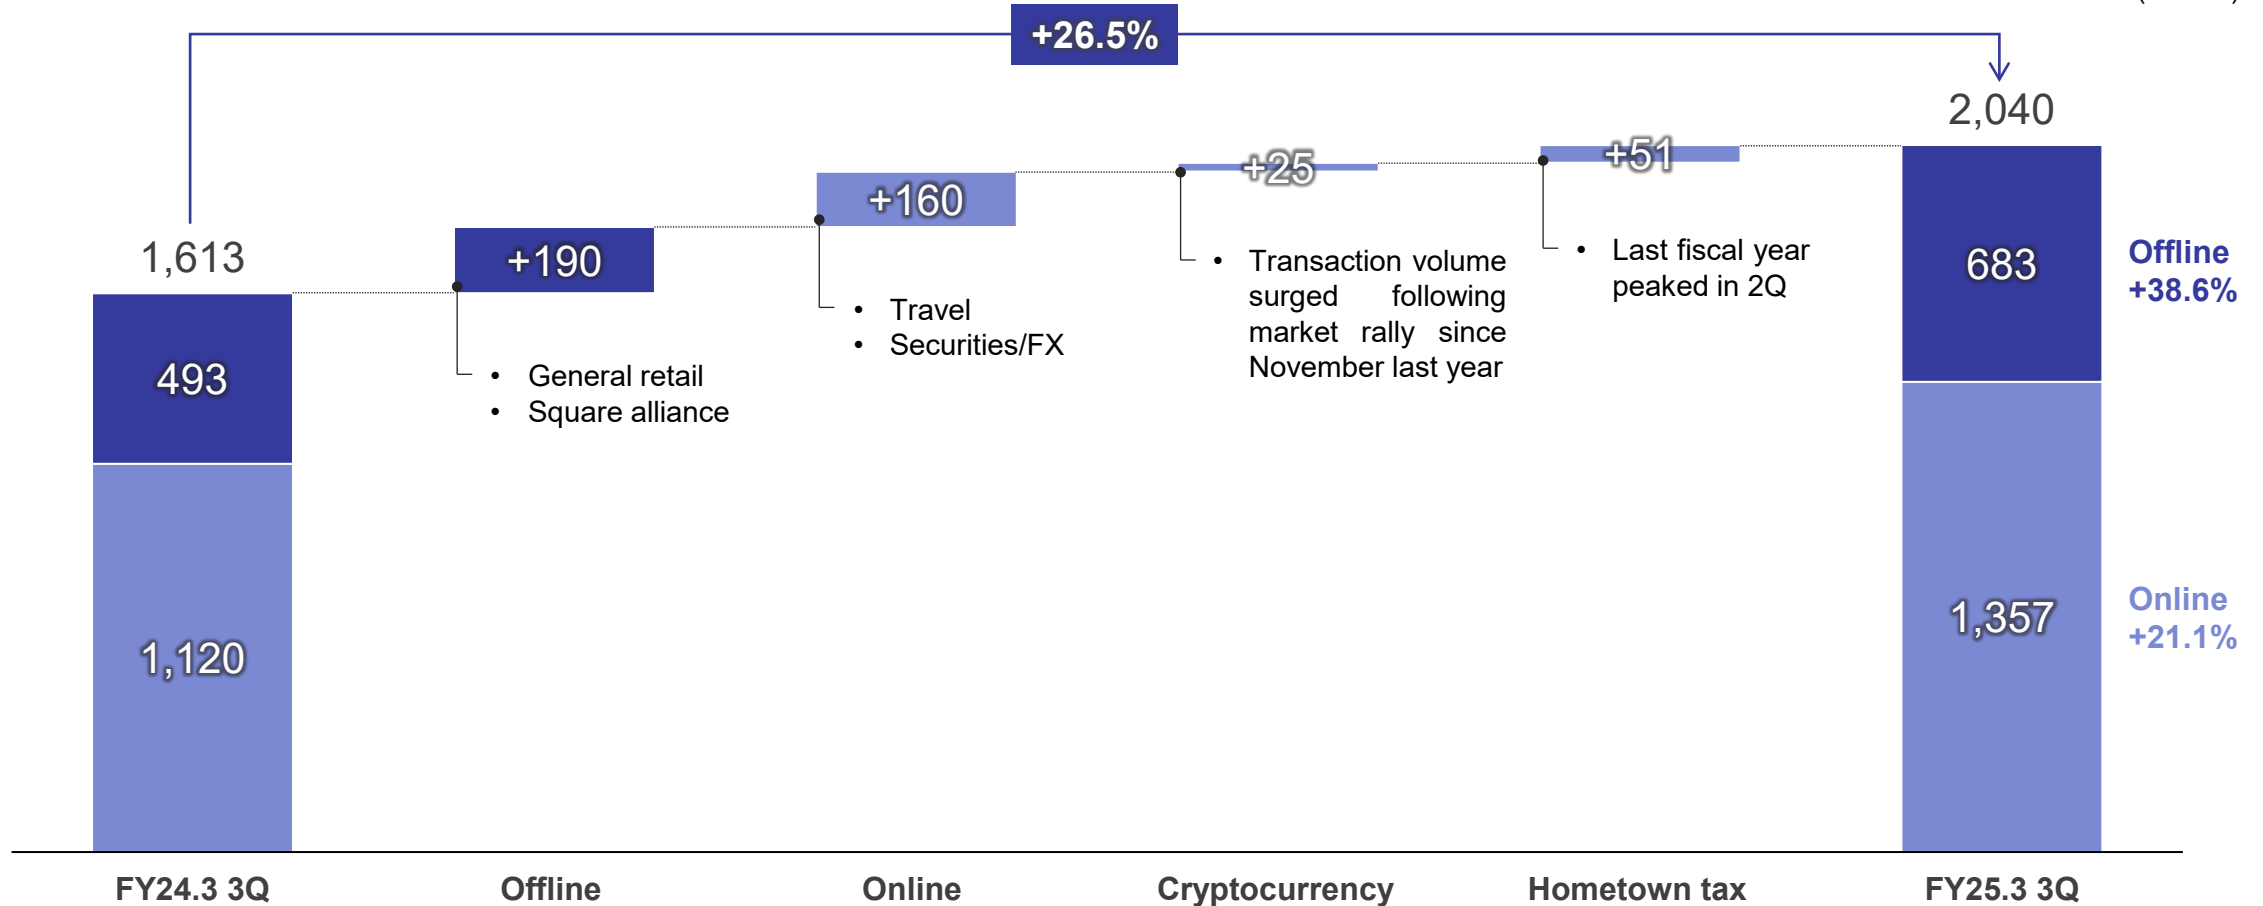 +26.5%
2,040
1,613
+190
+160
+25
+51
493
1,120
683
1,357
Offline
+38.6%
Online
+21.1%
• General retail
• Square alliance
• Travel
• Securities/FX
• Transaction volume
surged following
market rally since
November last year
• Last fiscal year
peaked in 2Q
FY24.3 3Q
Offline
Online
Cryptocurrency
Hometown tax
FY25.3 3Q